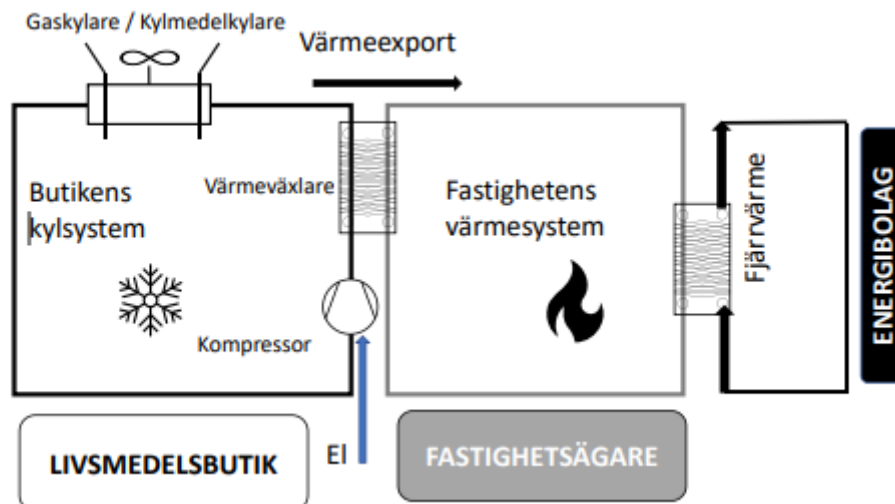 Gaskylare / Kylmedelkylare
Värmeexport
Butikens
kylsystem
Värmeväxlare
Fastighetens
värmesystem
Fjärrvärme
ENERGIBOLAG
Kompressor
El
LIVSMEDELSBUTIK
FASTIGHETSÄGARE